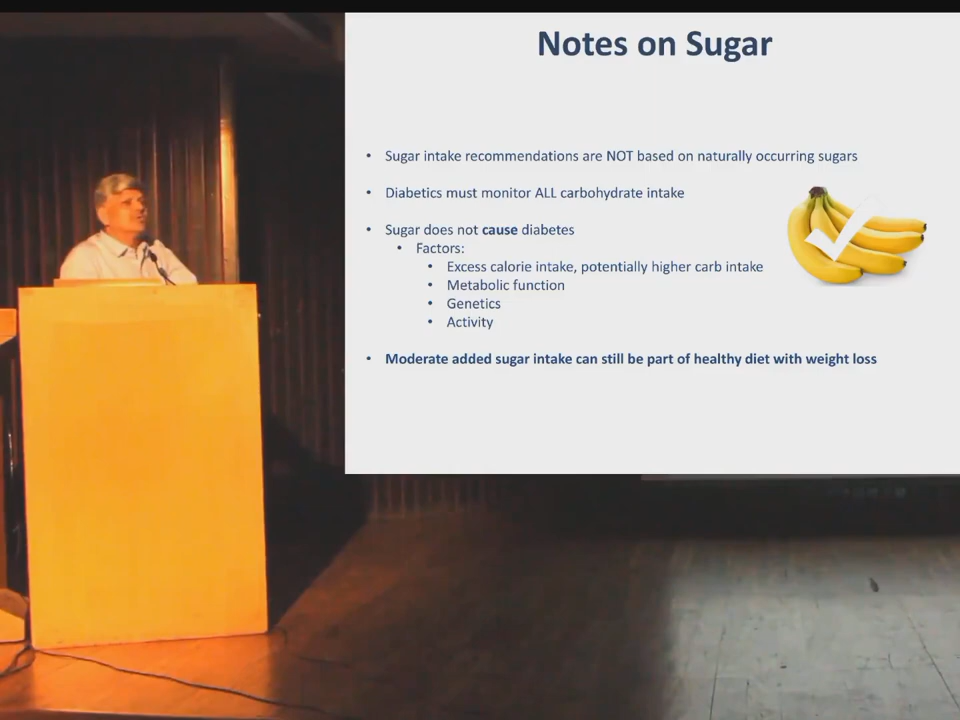 Notes on Sugar
• Sugar intake recommendations are NOT based on naturally occurring sugars
• Diabetics must monitor ALL carbohydrate intake
• Sugar does not cause diabetes
• Factors:
• Excess calorie intake, potentially higher carb intake
• Metabolic function
• Genetics
• Activity
• Moderate added sugar intake can still be part of healthy diet with weight loss